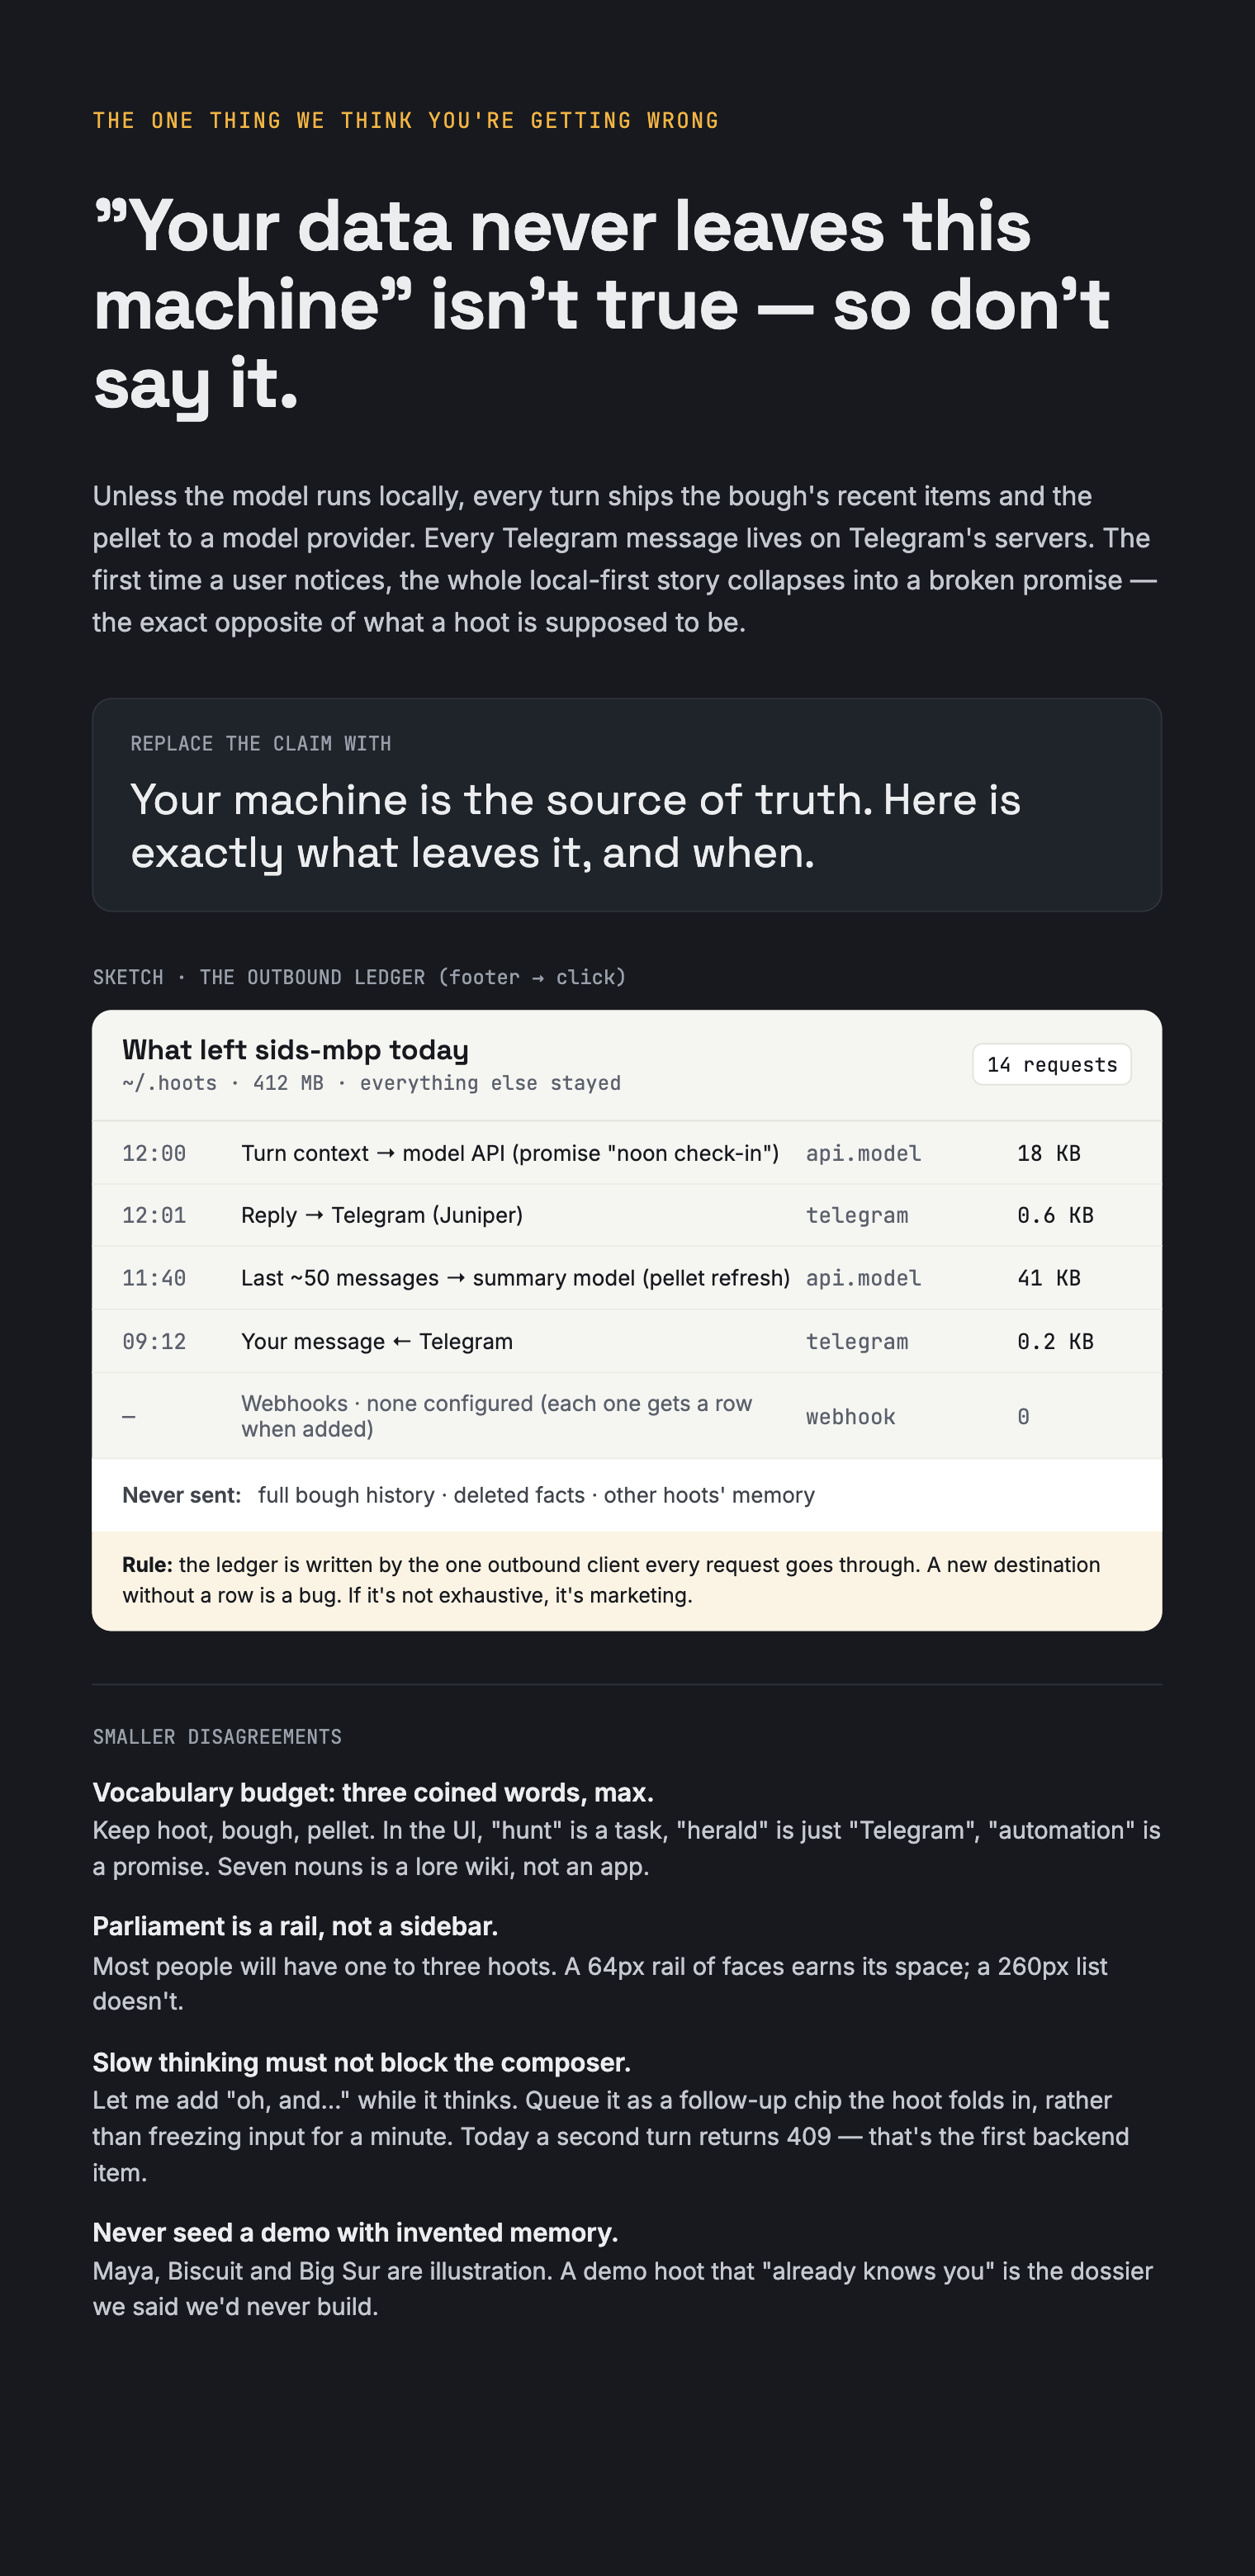 THE ONE THING WE THINK YOU'RE GETTING WRONG
”Your data never leaves this
machine” isn’t true — so don’t
say it.
Unless the model runs locally, every turn ships the bough's recent items and the
pellet to a model provider. Every Telegram message lives on Telegram's servers. The
first time a user notices, the whole local-first story collapses into a broken promise —
the exact opposite of what a hoot is supposed to be.
REPLACE THE CLAIM WITH
Your machine is the source of truth. Here is
exactly what leaves it, and when.
SKETCH · THE OUTBOUND LEDGER (footer → click)
What left sids-mbp today
~/.hoots · 412 MB · everything else stayed
14 requests
12:00 Turn context → model API (promise "noon check-in") api.model 18 KB
12:01 Reply → Telegram (Juniper) telegram 0.6 KB
11:40 Last ~50 messages → summary model (pellet refresh) api.model 41 KB
09:12 Your message ← Telegram telegram 0.2 KB
— Webhooks · none configured (each one gets a row
when added) webhook 0
Never sent: full bough history · deleted facts · other hoots' memory
Rule: the ledger is written by the one outbound client every request goes through. A new destination
without a row is a bug. If it's not exhaustive, it's marketing.
SMALLER DISAGREEMENTS
Vocabulary budget: three coined words, max.
Keep hoot, bough, pellet. In the UI, "hunt" is a task, "herald" is just "Telegram", "automation" is
a promise. Seven nouns is a lore wiki, not an app.
Parliament is a rail, not a sidebar.
Most people will have one to three hoots. A 64px rail of faces earns its space; a 260px list
doesn't.
Slow thinking must not block the composer.
Let me add "oh, and…" while it thinks. Queue it as a follow-up chip the hoot folds in, rather
than freezing input for a minute. Today a second turn returns 409 — that's the first backend
item.
Never seed a demo with invented memory.
Maya, Biscuit and Big Sur are illustration. A demo hoot that "already knows you" is the dossier
we said we'd never build.